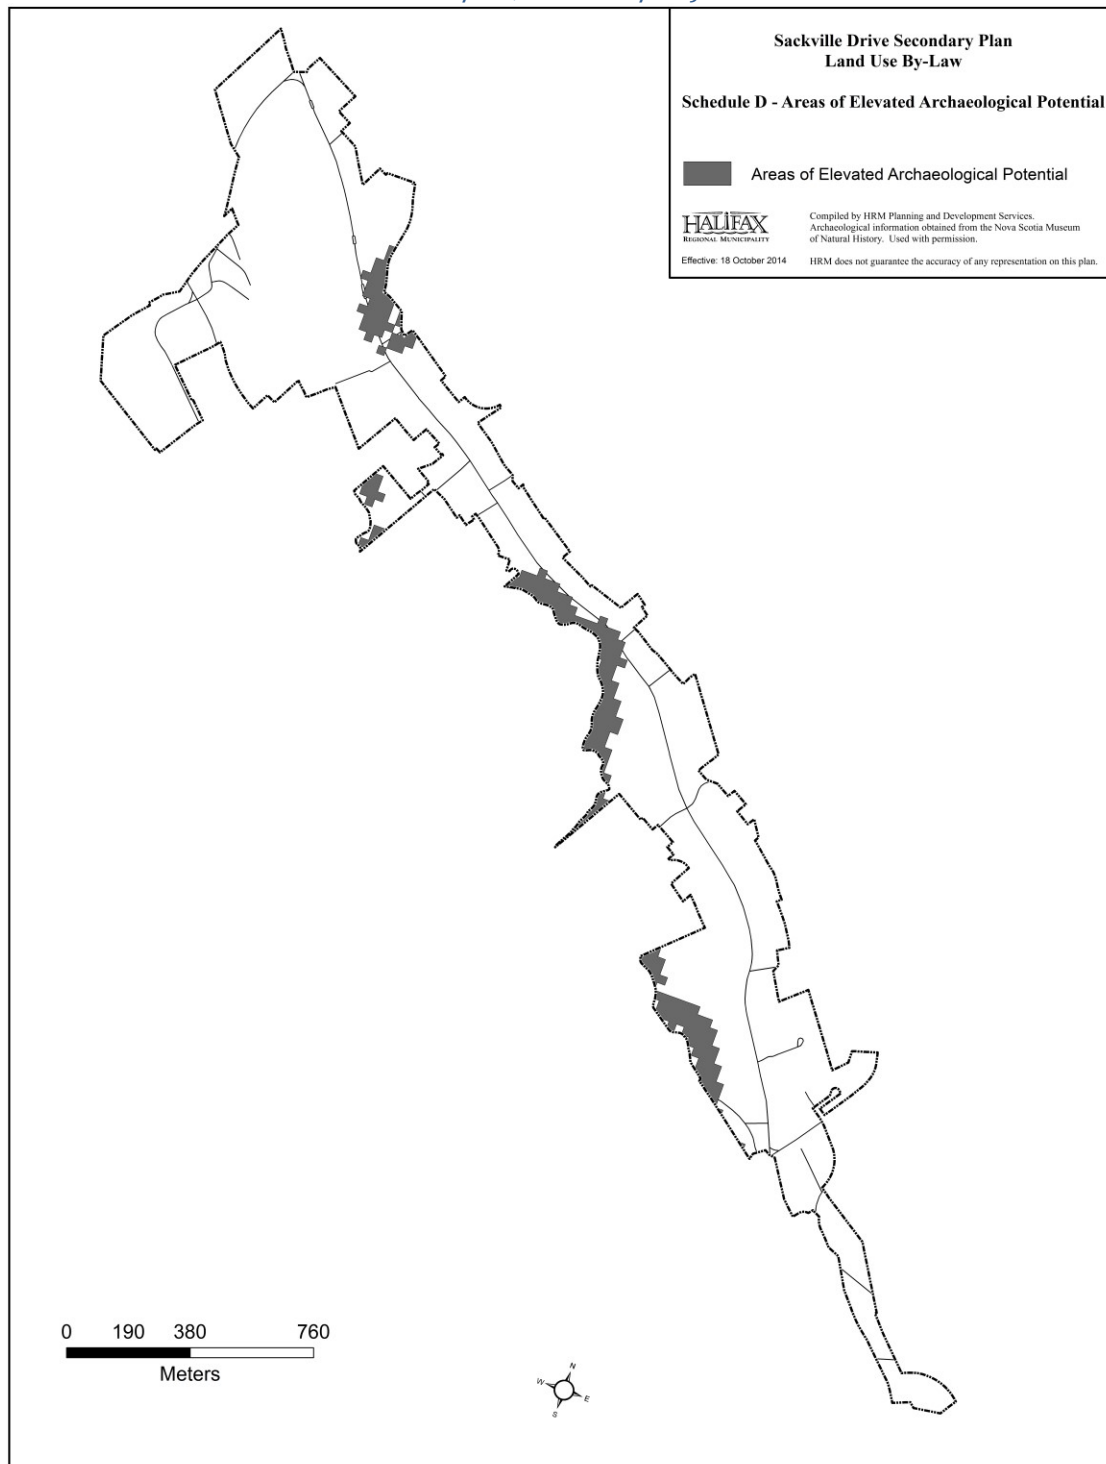 Sackville Drive Secondary Plan
Land Use By-Law
Schedule D - Areas of Elevated Archaeological Potential
Areas of Elevated Archaeological Potential
HALIFAX
REGIONAL MUNICIPALITY
Compiled by HRM Planning and Development Services.
Archaeological information obtained from the Nova Scotia Museum
of Natural History. Used with permission.
Effective: 18 October 2014
HRM does not guarantee the accuracy of any representation on this plan.
0 190 380 760
Meters
N
W
E
S